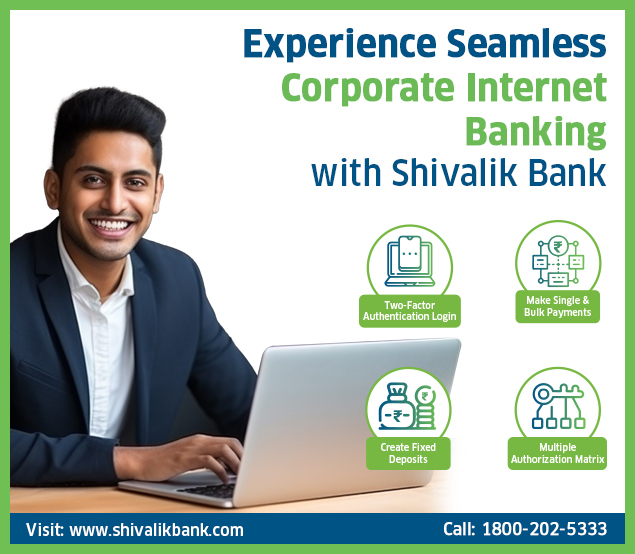 Experience Seamless
Corporate Internet
Banking
with Shivalik Bank
Two-Factor
Authentication Login
Make Single &
Bulk Payments
Create Fixed
Deposits
Multiple
Authorization Matrix
Visit: www.shivalikbank.com
Call: 1800-202-5333